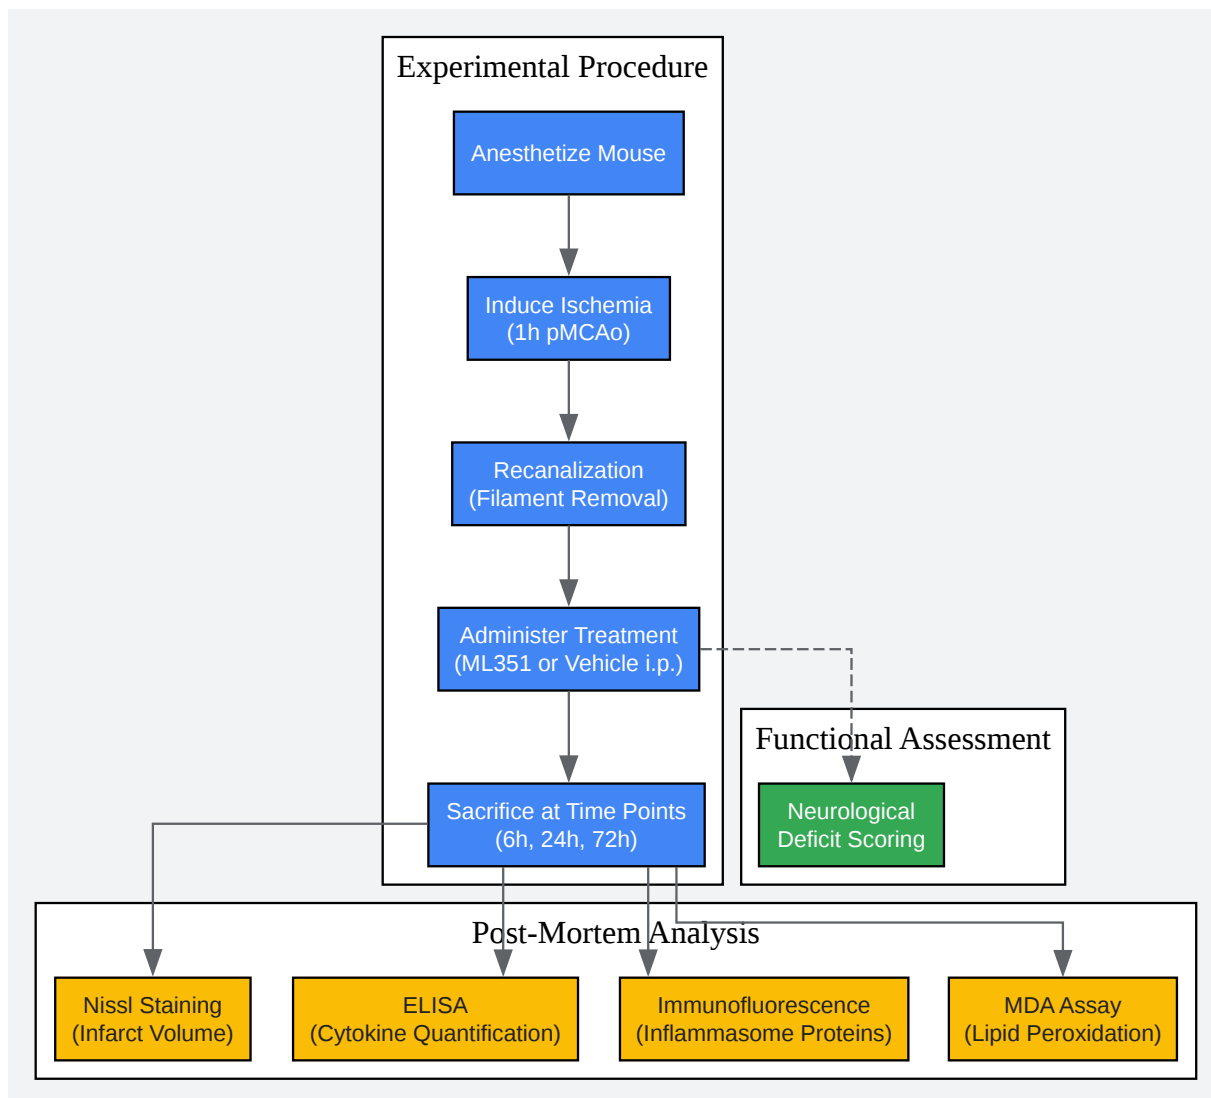 Experimental Procedure
Anesthetize Mouse
Induce Ischemia
(1h pMCAo)
Recanalization
(Filament Removal)
Administer Treatment
(ML351 or Vehicle i.p.)
Functional Assessment
Sacrifice at Time Points
(6h, 24h, 72h)
Neurological
Deficit Scoring
Post-Mortem Analysis
Nissl Staining
(Infarct Volume)
ELISA
(Cytokine Quantification)
Immunofluorescence
(Inflammasome Proteins)
MDA Assay
(Lipid Peroxidation)